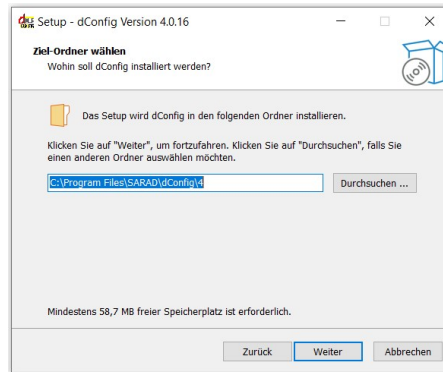 Setup - dConfig Version 4.0.16
Ziel-Ordner wählen
Wohin soll dConfig installiert werden?
Das Setup wird dConfig in den folgenden Ordner installieren.
Klicken Sie auf "Weiter", um fortzufahren. Klicken Sie auf "Durchsuchen", falls Sie
einen anderen Ordner auswählen möchten.
C:\Program Files\SARAD\dConfig\4
Durchsuchen ...
Mindestens 58,7 MB freier Speicherplatz ist erforderlich.
Zurück
Weiter
Abbrechen